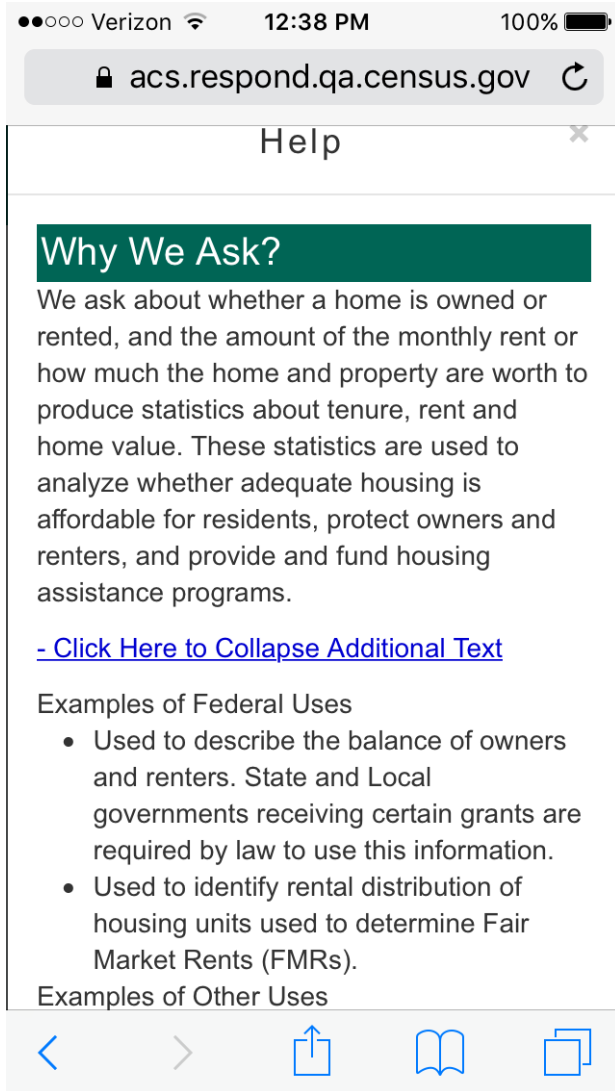 Verizon 12:38 PM 100%
acs.respond.qa.census.gov
Help
Why We Ask?
We ask about whether a home is owned or
rented, and the amount of the monthly rent or
how much the home and property are worth to
produce statistics about tenure, rent and
home value. These statistics are used to
analyze whether adequate housing is
affordable for residents, protect owners and
renters, and provide and fund housing
assistance programs.
- Click Here to Collapse Additional Text
Examples of Federal Uses
• Used to describe the balance of owners
and renters. State and Local
governments receiving certain grants are
required by law to use this information.
• Used to identify rental distribution of
housing units used to determine Fair
Market Rents (FMRs).
Examples of Other Uses